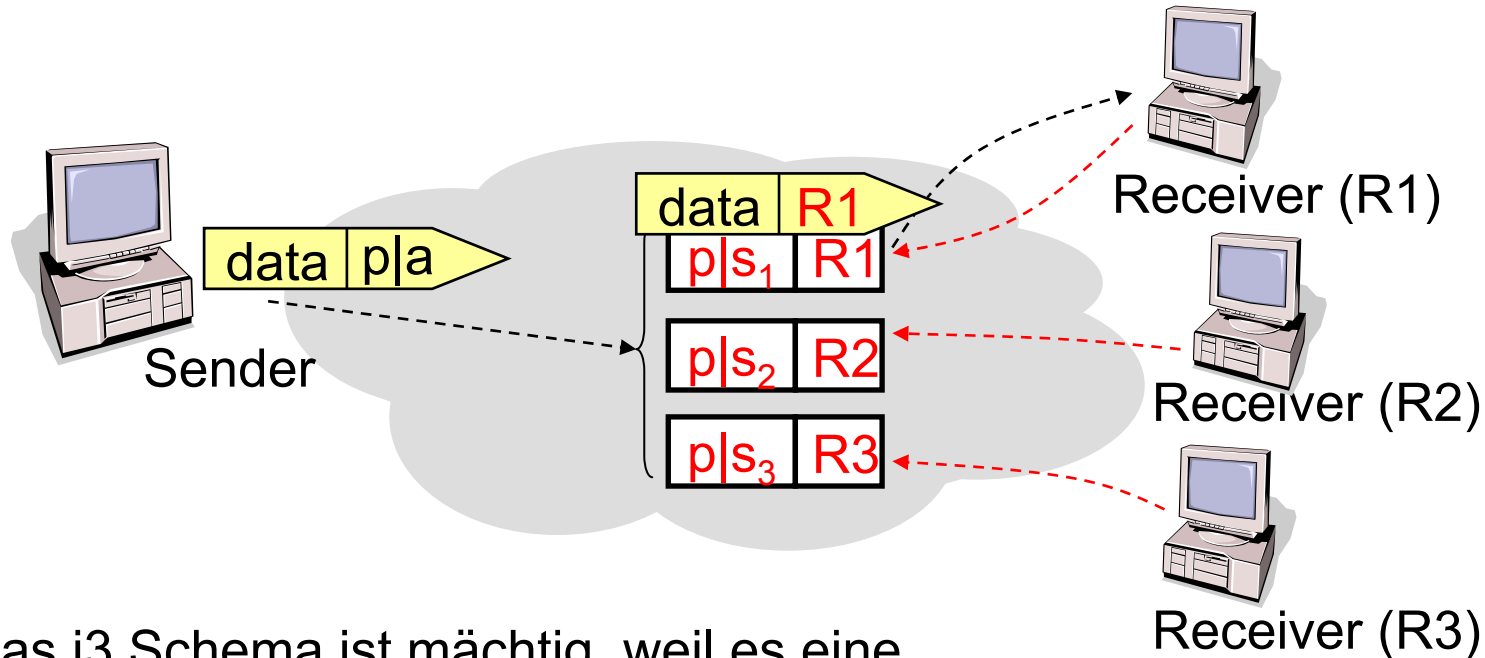 Receiver (R1)
data R1
data p|a
p|s₁ R1
Sender
p|s₂ R2
Receiver (R2)
p|s₃ R3
Receiver (R3)
as i3 Schema ist mächtig, weil es eine